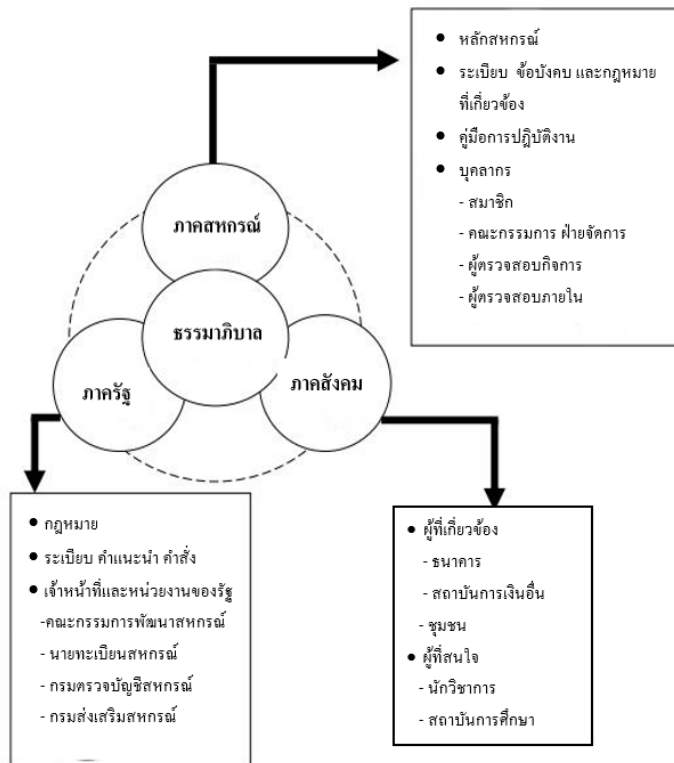 ● หลักสหกรณ์
● ระเบียบ ข้อบังคบ และกฎหมาย
ที่เกี่ยวข้อง
● คู่มือการปฏิบัติงาน
● บุคลากร
- สมาชิก
- คณะกรรมการ ฝ่ายจัดการ
- ผู้ตรวจสอบกิจการ
- ผู้ตรวจสอบภายใน
ภาคสหกรณ์
ธรรมาภิบาล
ภาครัฐ
ภาคสังคม
● กฎหมาย
● ระเบียบ คำแนะนำ คำสั่ง
● เจ้าหน้าที่และหน่วยงานของรัฐ
-คณะกรรมการพัฒนาสหกรณ์
- นายทะเบียนสหกรณ์
- กรมตรวจบัญชีสหกรณ์
- กรมส่งเสริมสหกรณ์
● ผู้ที่เกี่ยวข้อง
- ธนาคาร
- สถาบันการเงินอื่น
- ชุมชน
● ผู้ที่สนใจ
- นักวิชาการ
- สถาบันการศึกษา